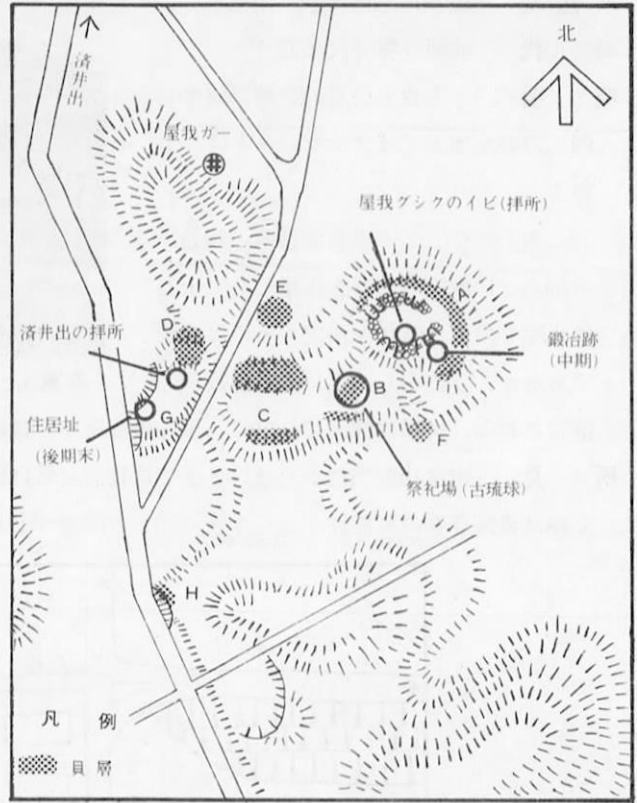 済井出
北
屋我ガー
屋我グシクのイビ(拝所)
A
E
D
済井出の拝所
鍛冶跡
(中期)
B
住居址
(後期末)
G
C
F
祭祀場(古琉球)
H
凡 例
貝層